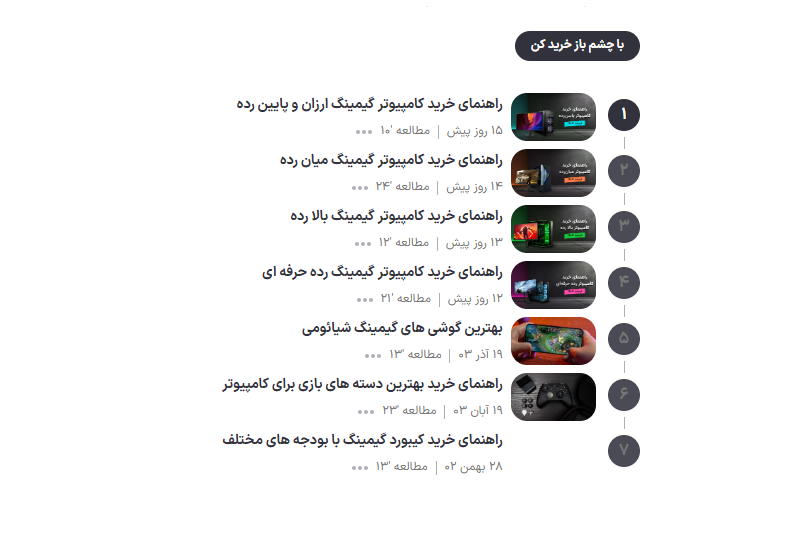 با چشم باز خرید کن
۱
راهنمای خرید کامپیوتر گیمینگ ارزان و پایین رده
۱۵ روز پیش | مطالعه '۱۰
۲
راهنمای خرید کامپیوتر گیمینگ میان رده
۱۴ روز پیش | مطالعه '۲۴
۳
راهنمای خرید کامپیوتر گیمینگ بالا رده
۱۳ روز پیش | مطالعه '۱۲
۴
راهنمای خرید کامپیوتر گیمینگ رده حرفه ای
۱۲ روز پیش | مطالعه '۲۱
۵
بهترین گوشی های گیمینگ شیائومی
۱۹ آذر ۰۳ | مطالعه '۱۳
۶
راهنمای خرید بهترین دسته های بازی برای کامپیوتر
۱۹ آبان ۰۳ | مطالعه '۲۳
۷
راهنمای خرید کیبورد گیمینگ با بودجه های مختلف
۲۸ بهمن ۰۲ | مطالعه '۱۳